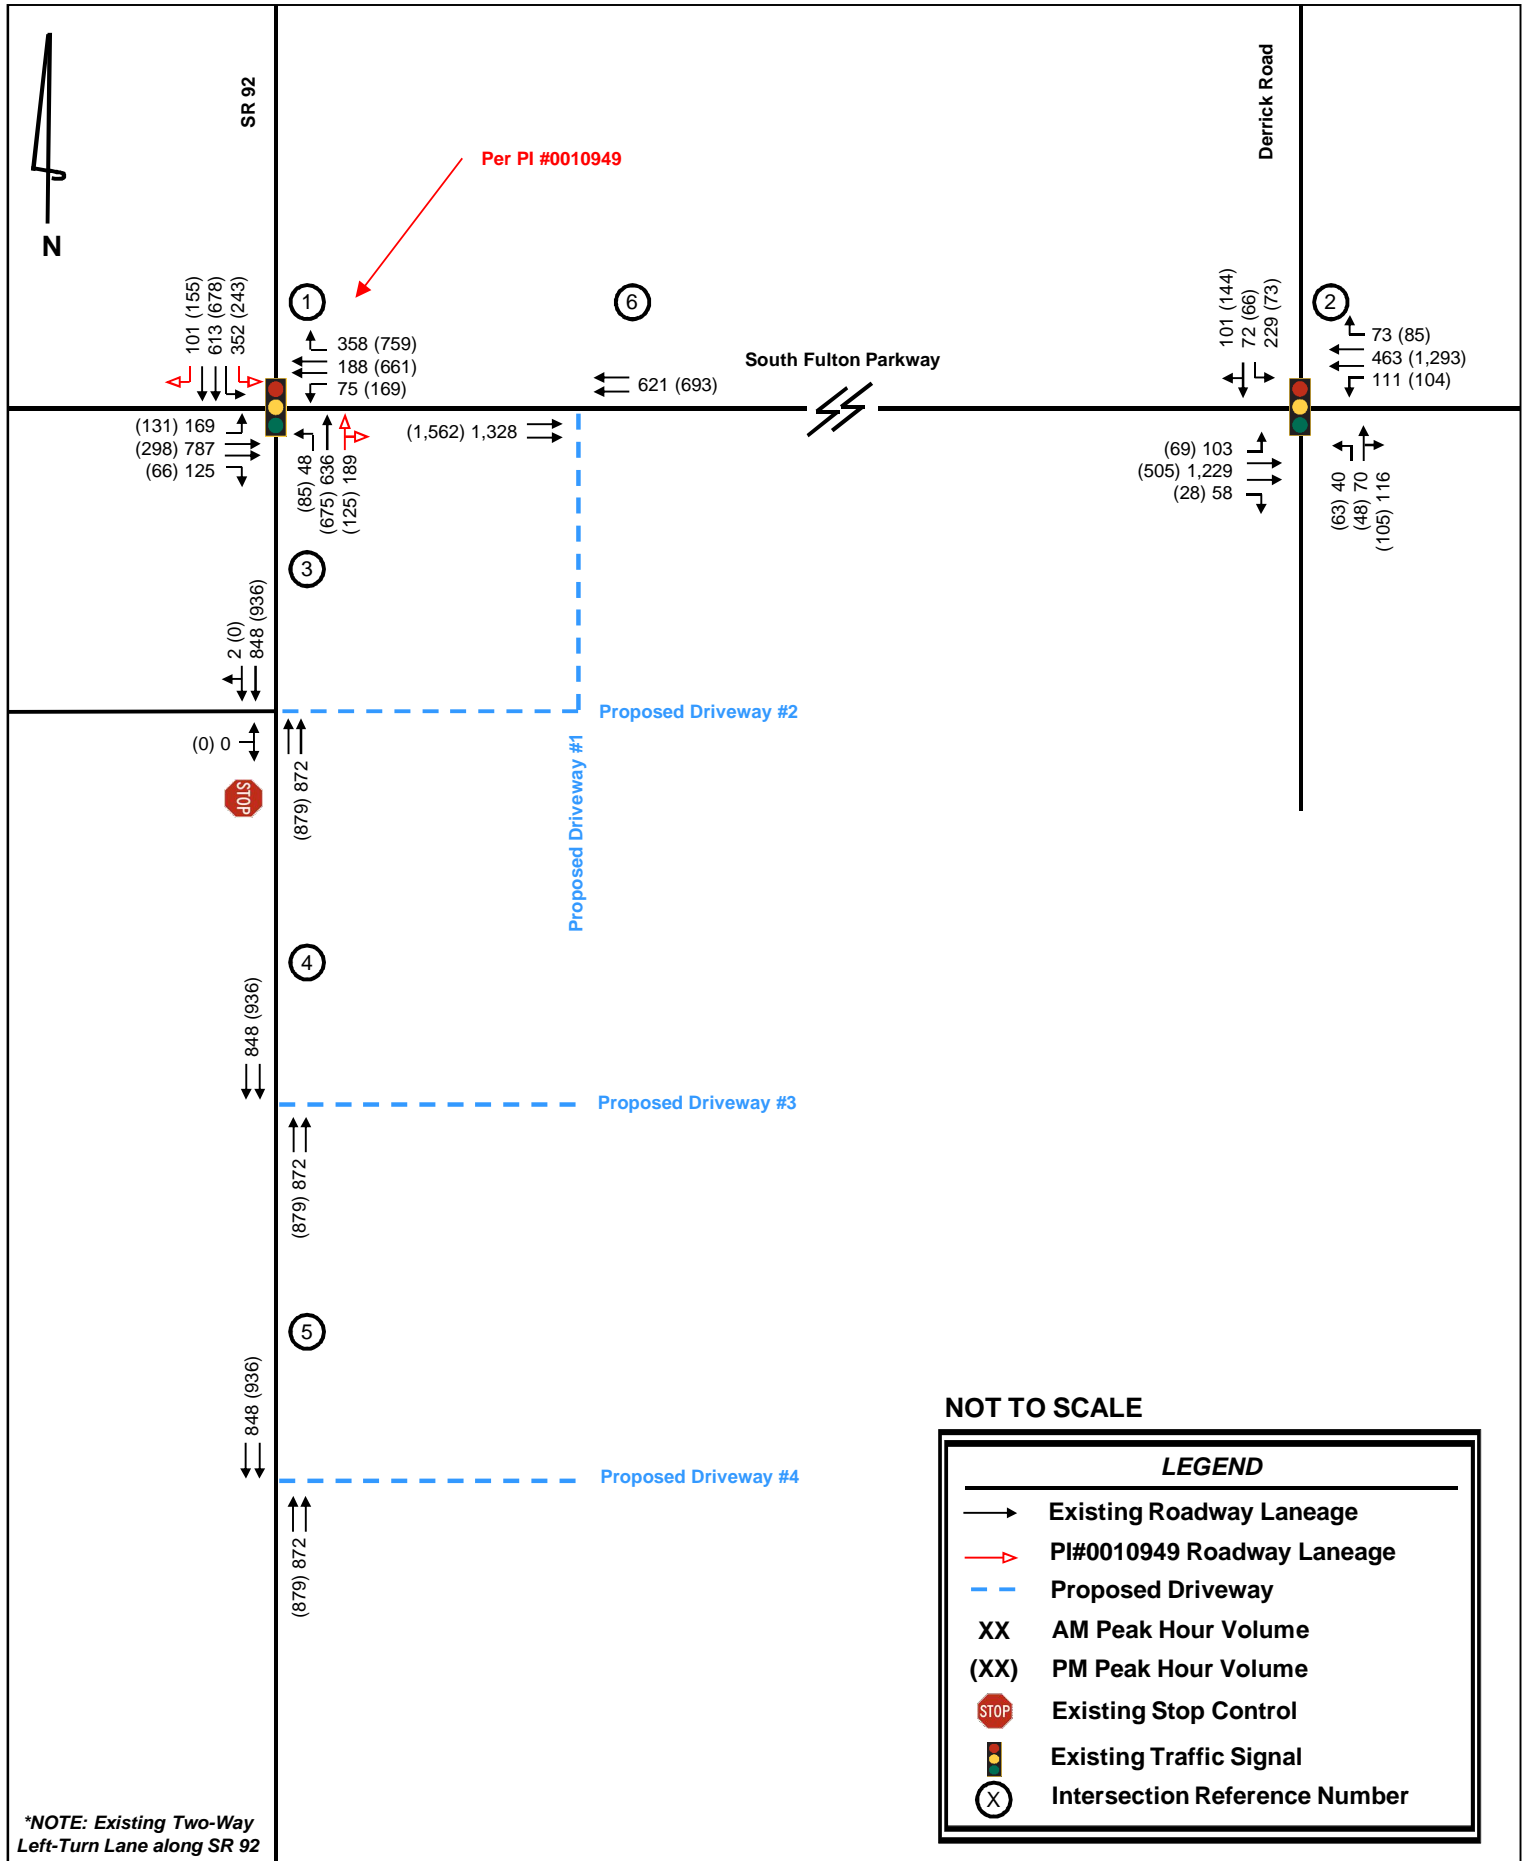 SR 92
Derrick Road
Per PI #0010949
N
101 (155)
613 (678)
352 (243)
1
6
2
358 (759)
188 (661)
75 (169)
South Fulton Parkway
621 (693)
101 (144)
72 (66)
229 (73)
73 (85)
463 (1,293)
111 (104)
(131) 169
(298) 787
(66) 125
(85) 48
(675) 636
(125) 189
(1,562) 1,328
(69) 103
(505) 1,229
(28) 58
(63) 40
(48) 70
(105) 116
3
2 (0)
848 (936)
Proposed Driveway #2
(0) 0
STOP
(879) 872
Proposed Driveway #1
4
848 (936)
Proposed Driveway #3
(879) 872
5
848 (936)
Proposed Driveway #4
(879) 872
NOT TO SCALE
LEGEND
Existing Roadway Laneage
PI#0010949 Roadway Laneage
Proposed Driveway
XX AM Peak Hour Volume
(XX) PM Peak Hour Volume
STOP Existing Stop Control
Existing Traffic Signal
X Intersection Reference Number
*NOTE: Existing Two-Way
Left-Turn Lane along SR 92